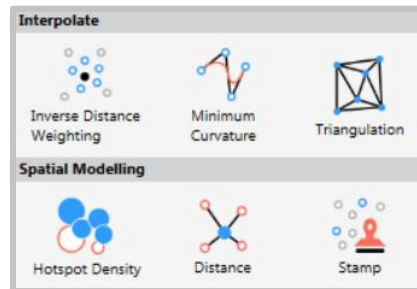 Interpolate
Inverse Distance
Weighting
Minimum
Curvature
Triangulation
Spatial Modelling
Hotspot Density
Distance
Stamp